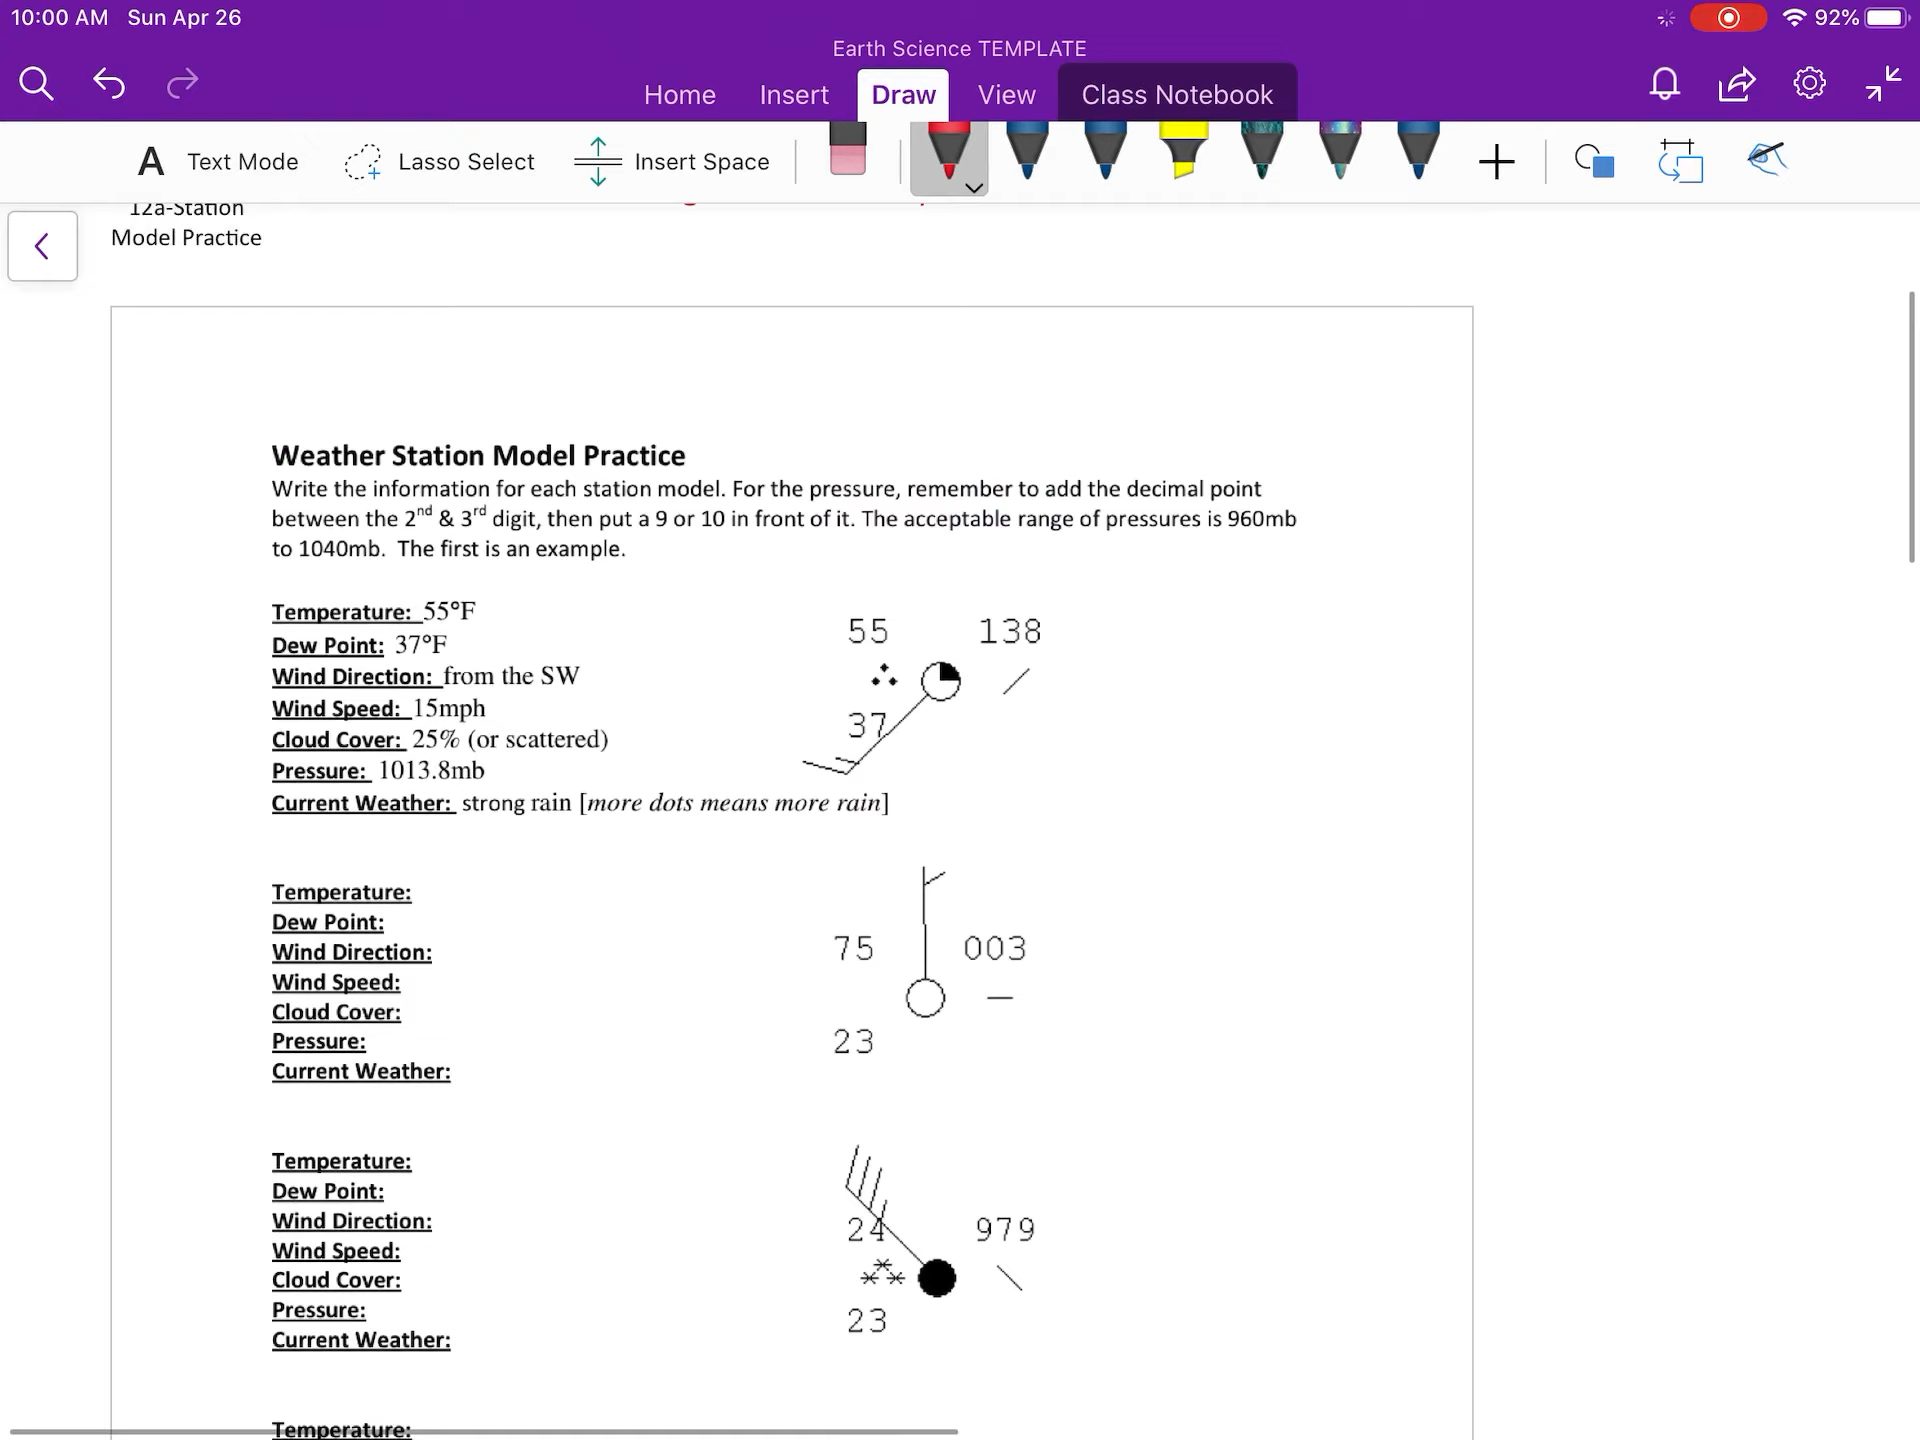 10:00 AM Sun Apr 26
92%
Earth Science TEMPLATE
Home Insert Draw View Class Notebook
A Text Mode Lasso Select Insert Space
12a-Station
Model Practice
Weather Station Model Practice
Write the information for each station model. For the pressure, remember to add the decimal point
between the 2nd & 3rd digit, then put a 9 or 10 in front of it. The acceptable range of pressures is 960mb
to 1040mb. The first is an example.
Temperature: 55°F
Dew Point: 37°F
Wind Direction: from the SW
Wind Speed: 15mph
Cloud Cover: 25% (or scattered)
Pressure: 1013.8mb
Current Weather: strong rain [more dots means more rain]
55 138
37
Temperature:
Dew Point:
Wind Direction:
Wind Speed:
Cloud Cover:
Pressure:
Current Weather:
75 003
23
Temperature:
Dew Point:
Wind Direction:
Wind Speed:
Cloud Cover:
Pressure:
Current Weather:
24 979
23
Temperature: